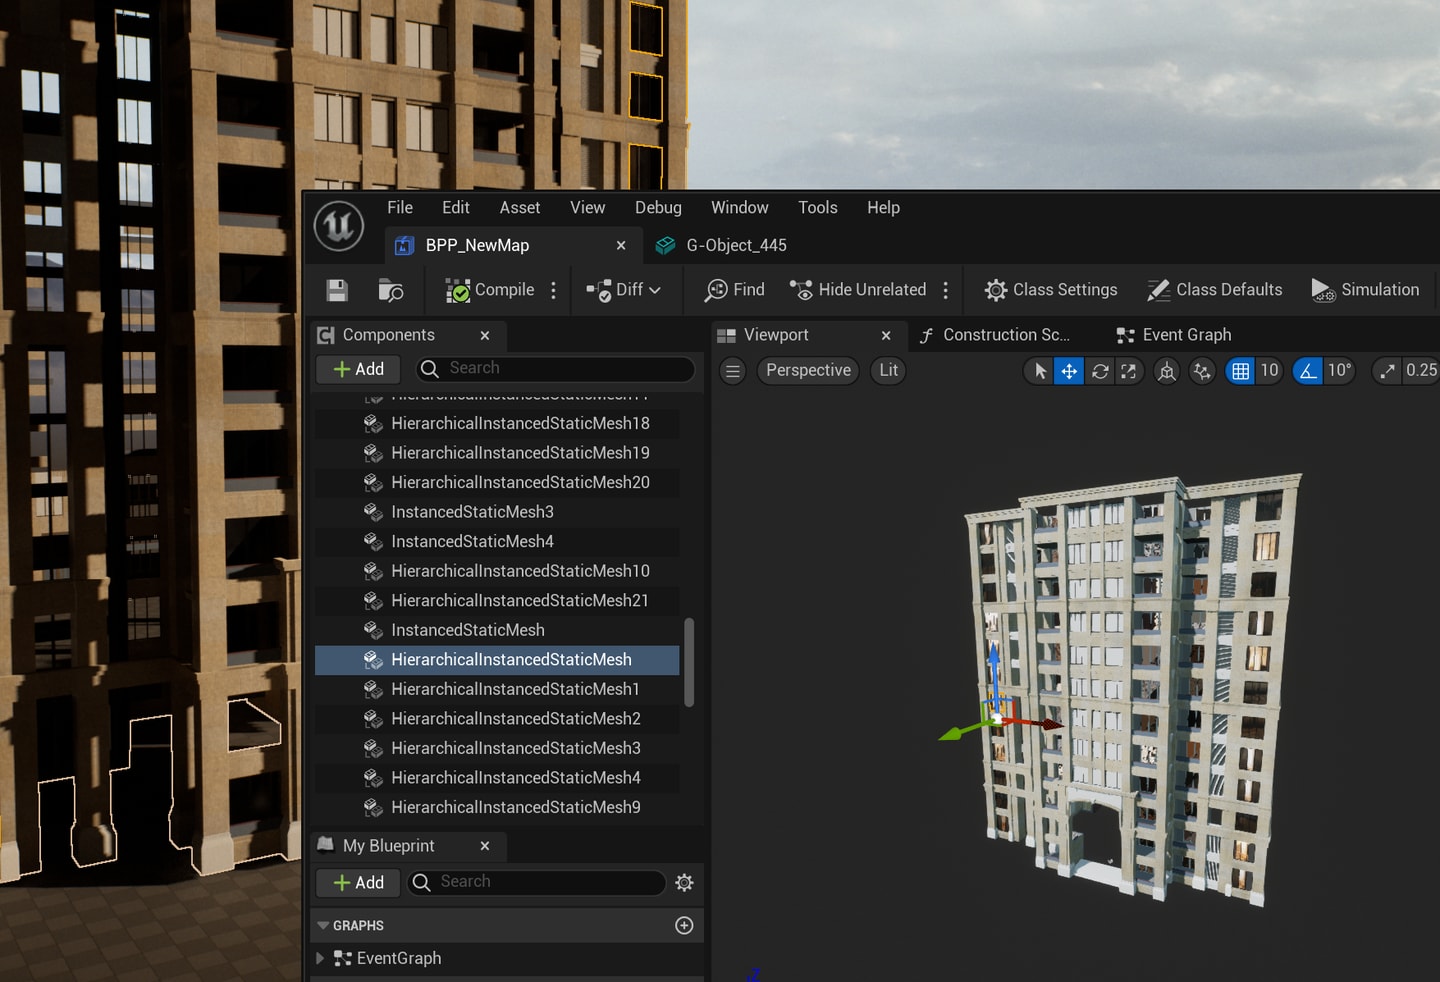 File Edit Asset View Debug Window Tools Help
BPP_NewMap
G-Object_445
Compile
Diff
Find
Hide Unrelated
Class Settings
Class Defaults
Simulation
Components
Add
Search
HierarchicalInstancedStaticMesh18
HierarchicalInstancedStaticMesh19
HierarchicalInstancedStaticMesh20
InstancedStaticMesh3
InstancedStaticMesh4
HierarchicalInstancedStaticMesh10
HierarchicalInstancedStaticMesh21
InstancedStaticMesh
HierarchicalInstancedStaticMesh
HierarchicalInstancedStaticMesh1
HierarchicalInstancedStaticMesh2
HierarchicalInstancedStaticMesh3
HierarchicalInstancedStaticMesh4
HierarchicalInstancedStaticMesh9
My Blueprint
Add
Search
GRAPHS
EventGraph
Viewport
Construction Sc...
Event Graph
Perspective
Lit
10
10°
0.25
Z